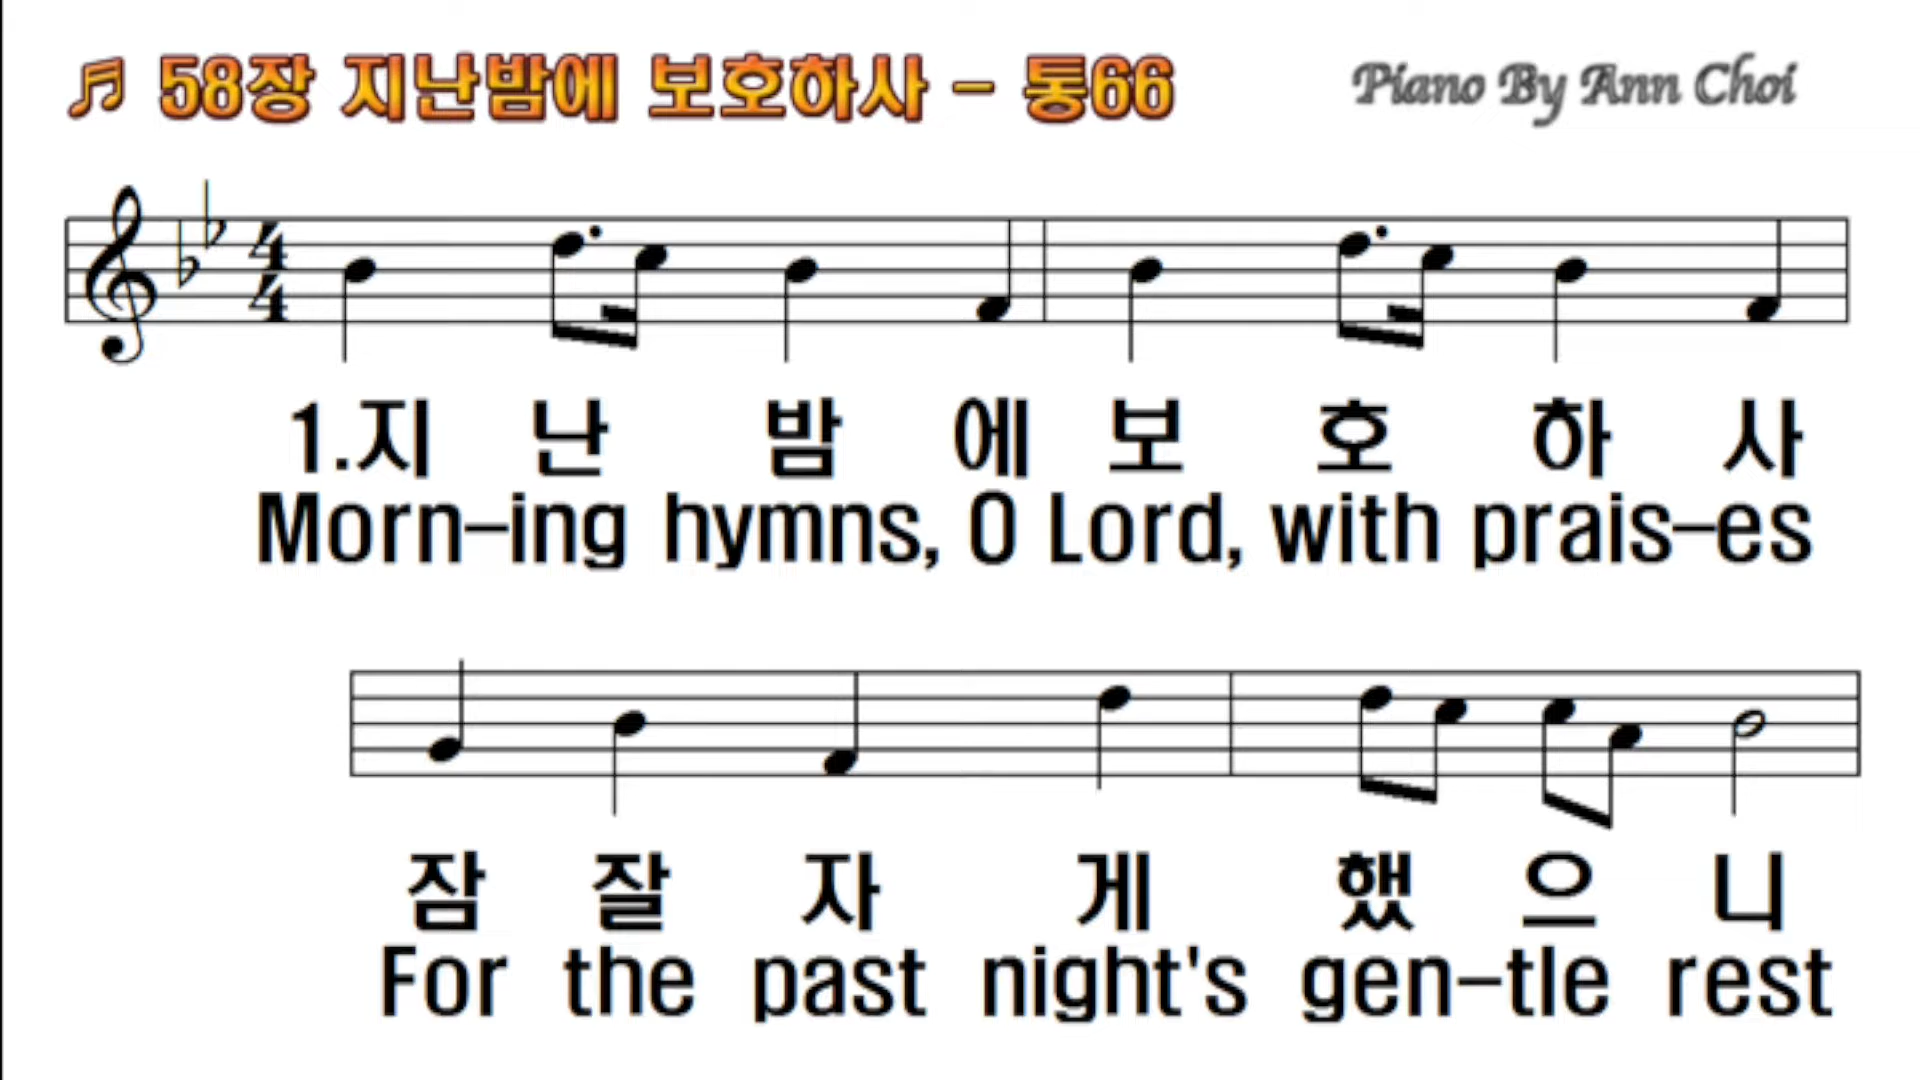 58장 지난밤에 보호하사 - 통66
Piano By Ann Choi
1.지 난 밤 에 보 호 하 사
Morn-ing hymns, O Lord, with prais-es
잠 잘 자 게 했 으 니
For the past night's gen-tle rest